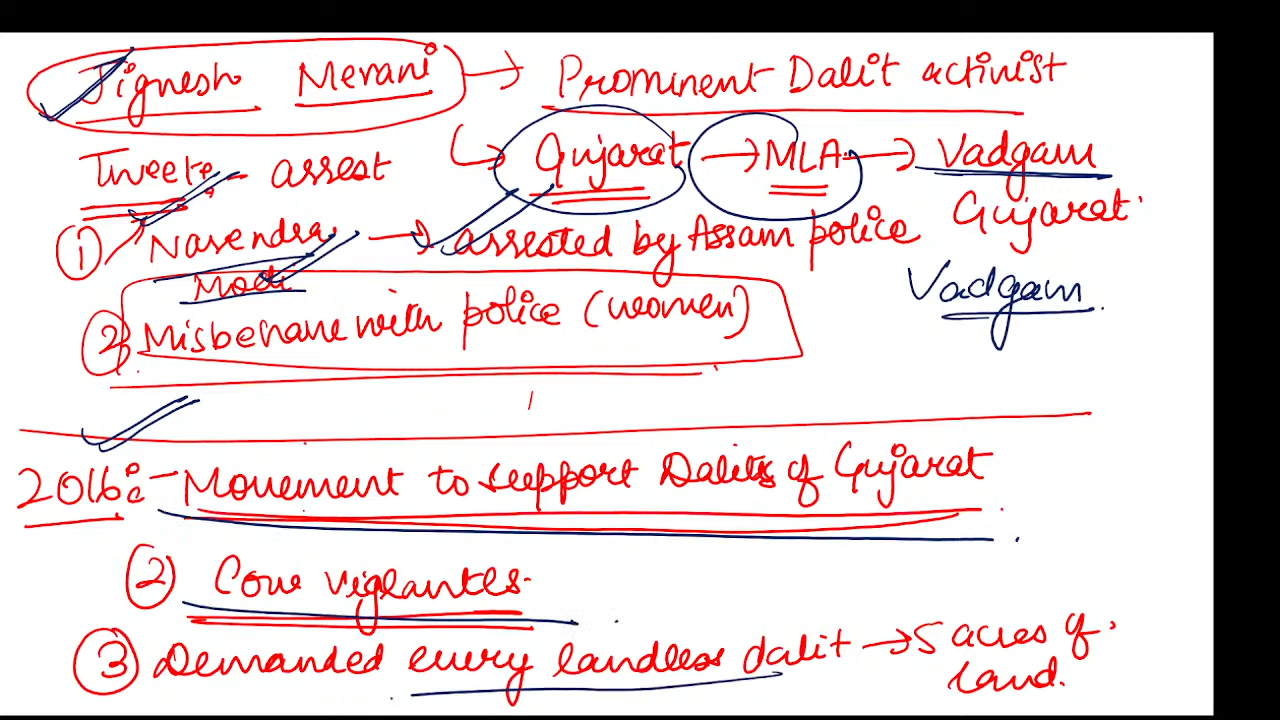 Jignesh Mevani → Prominent Dalit activist
↳ Gujarat → MLA → Vadgam
Gujarat.
Tweete - arrest
① Narendra Modi → arrested by Assam police
Vadgam.
② Misbehave with police (women)
2016:- Movement to support Dalits of Gujarat
② Cow vigelantes.
③ Demanded every landless dalit → 5 acres of land.